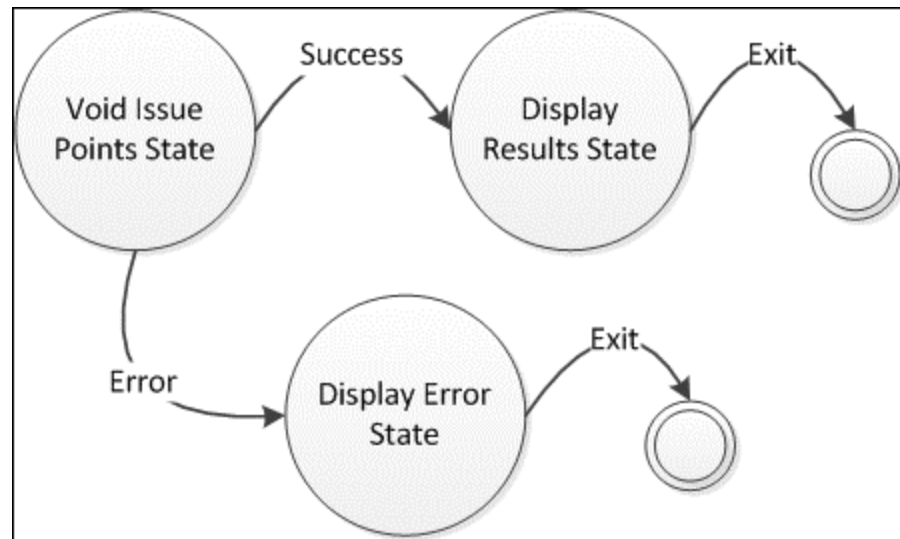 Success
Exit
Void Issue
Points State
Display
Results State
Exit
Error
Display Error
State